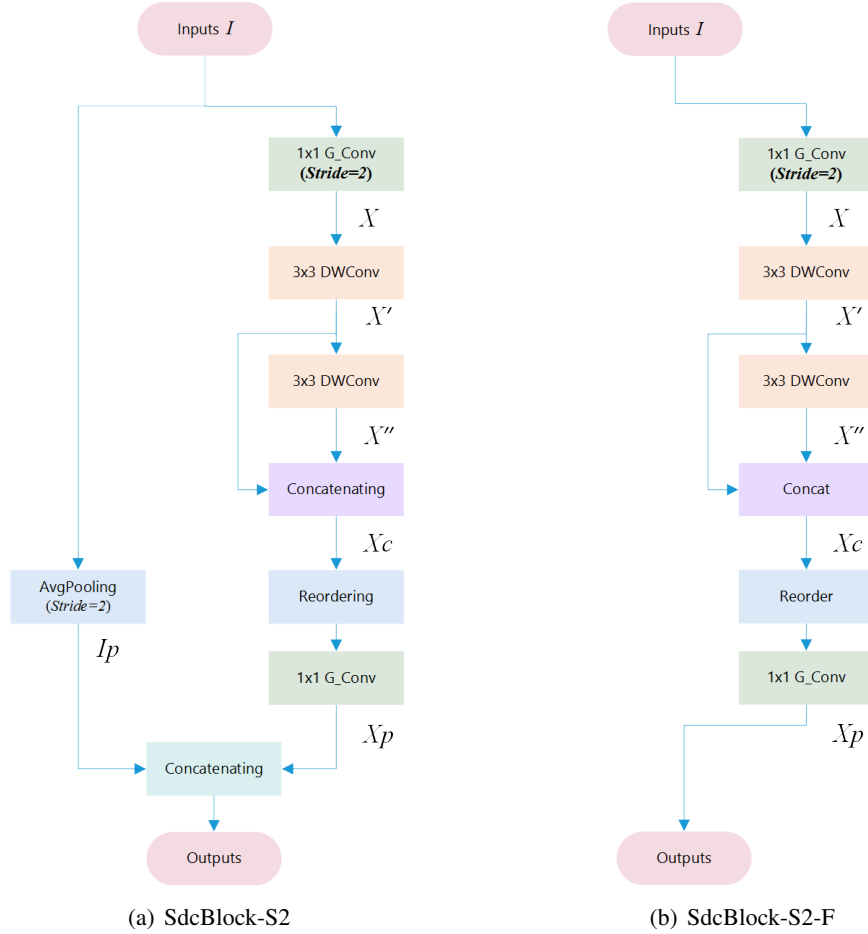 Inputs I
1x1 G_Conv
(Stride=2)
X
3x3 DWConv
X′
3x3 DWConv
X″
Concatenating
Xc
AvgPooling
(Stride=2)
Reordering
Ip
1x1 G_Conv
Xp
Concatenating
Outputs
(a) SdcBlock-S2
Inputs I
1x1 G_Conv
(Stride=2)
X
3x3 DWConv
X′
3x3 DWConv
X″
Concat
Xc
Reorder
1x1 G_Conv
Xp
Outputs
(b) SdcBlock-S2-F